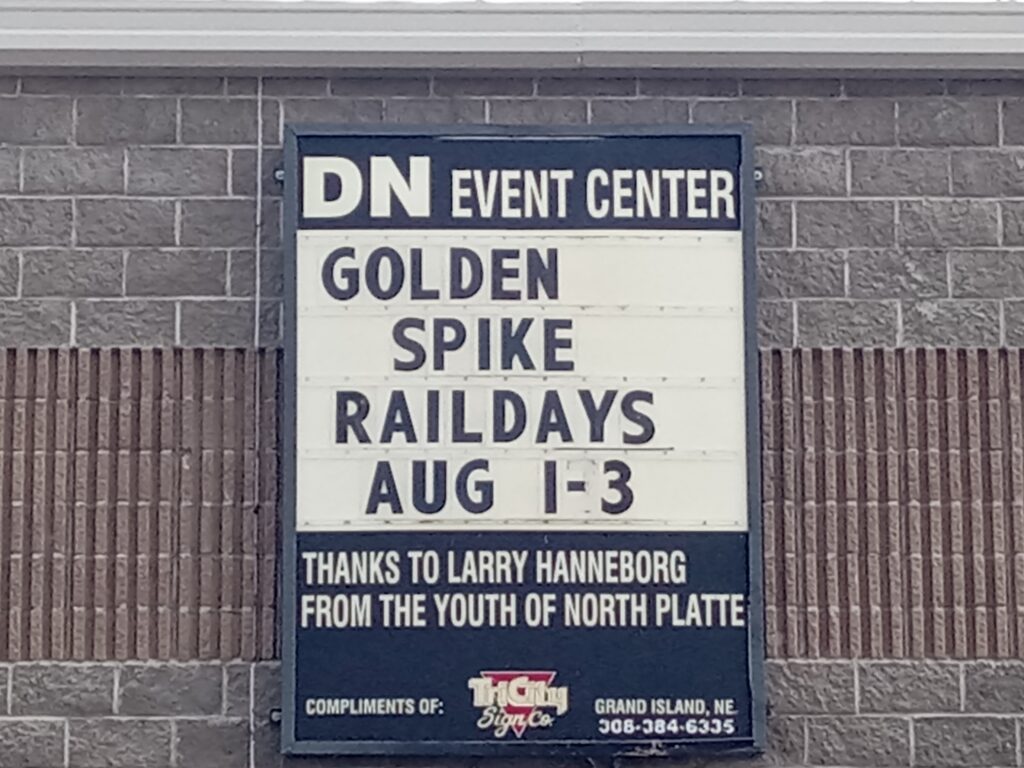 DN EVENT CENTER
GOLDEN
SPIKE
RAILDAYS
AUG 1-3
THANKS TO LARRY HANNEBORG
FROM THE YOUTH OF NORTH PLATTE
COMPLIMENTS OF:
TriCity
Sign Co.
GRAND ISLAND, NE.
308-384-6335